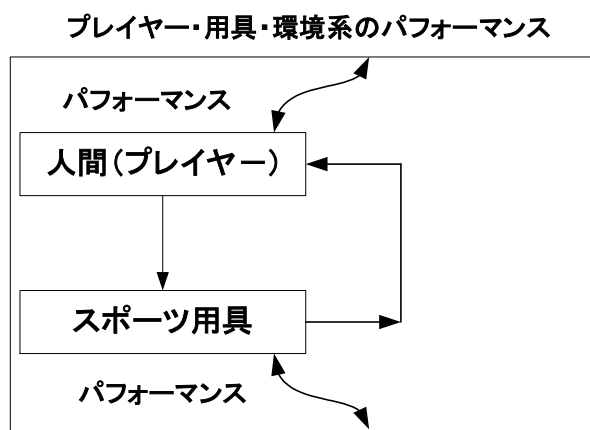 プレイヤー・用具・環境系のパフォーマンス
パフォーマンス
人間（プレイヤー）
スポーツ用具
パフォーマンス